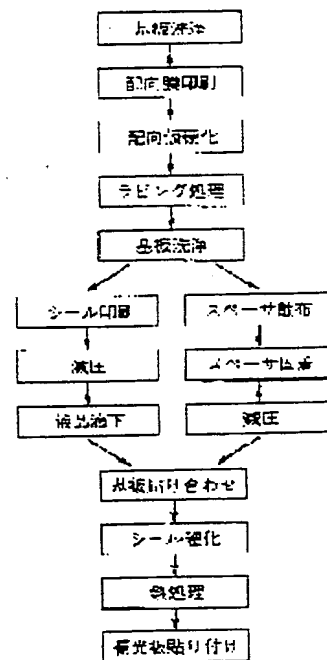 基板洗浄
配向膜印刷
配向膜硬化
ラビング処理
基板洗浄
シール印刷
スペーサ散布
減圧
スペーサ固着
液晶滴下
減圧
基板貼り合わせ
シール硬化
熱処理
偏光板貼り付け